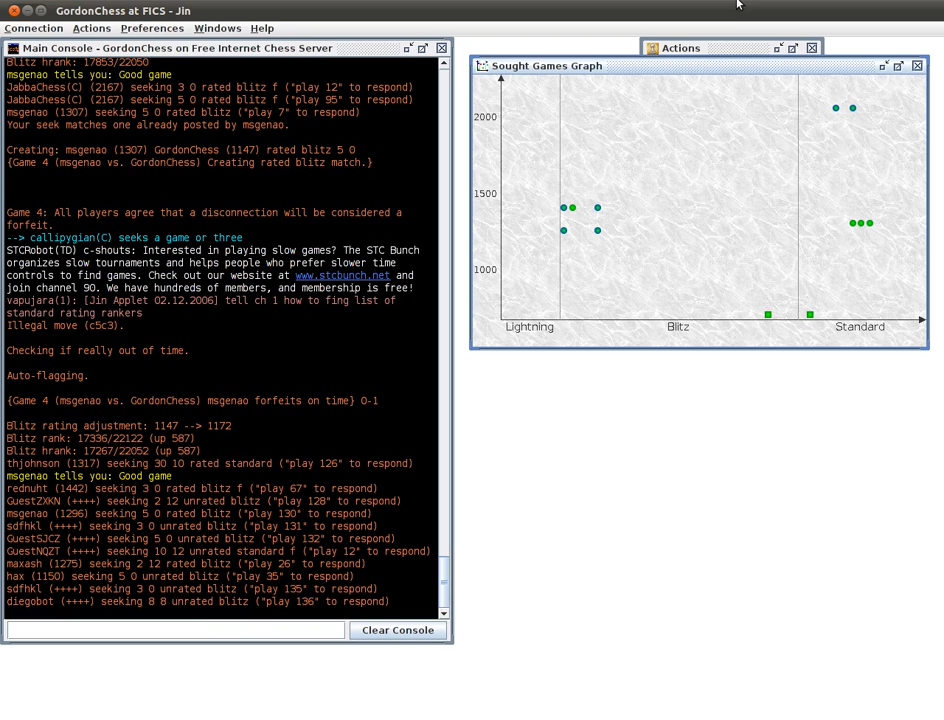 GordonChess at FICS - Jin
Connection Actions Preferences Windows Help
Main Console - GordonChess on Free Internet Chess Server
Blitz hrank: 17853/22050
msgenao tells you: Good game
JabbaChess(C) (2167) seeking 3 0 rated blitz f ("play 12" to respond)
JabbaChess(C) (2167) seeking 5 0 rated blitz f ("play 95" to respond)
msgenao (1307) seeking 5 0 rated blitz ("play 7" to respond)
Your seek matches one already posted by msgenao.
Creating: msgenao (1307) GordonChess (1147) rated blitz 5 0
{Game 4 (msgenao vs. GordonChess) Creating rated blitz match.}
Game 4: All players agree that a disconnection will be considered a
forfeit.
--> callipygian(C) seeks a game or three
STCRobot(TD) c-shouts: Interested in playing slow games? The STC Bunch
organizes slow tournaments and helps people who prefer slower time
controls to find games. Check out our website at www.stcbunch.net and
join channel 90. We have hundreds of members, and membership is free!
vapujara(1): [Jin Applet 02.12.2006] tell ch 1 how to fing list of
standard rating rankers
Illegal move (c5c3).
Checking if really out of time.
Auto-flagging.
{Game 4 (msgenao vs. GordonChess) msgenao forfeits on time} 0-1
Blitz rating adjustment: 1147 --> 1172
Blitz rank: 17336/22122 (up 587)
Blitz hrank: 17267/22052 (up 587)
thjohnson (1317) seeking 30 10 rated standard ("play 126" to respond)
msgenao tells you: Good game
rednuht (1442) seeking 3 0 rated blitz f ("play 67" to respond)
GuestZXKN (++++) seeking 2 12 unrated blitz ("play 128" to respond)
msgenao (1296) seeking 5 0 rated blitz ("play 130" to respond)
sdfhkl (++++) seeking 3 0 unrated blitz ("play 131" to respond)
GuestSJCZ (++++) seeking 5 0 unrated blitz ("play 132" to respond)
GuestNQZT (++++) seeking 10 12 unrated standard f ("play 12" to respond)
maxash (1275) seeking 2 12 rated blitz ("play 26" to respond)
hax (1150) seeking 5 0 unrated blitz ("play 35" to respond)
sdfhkl (++++) seeking 3 0 unrated blitz ("play 135" to respond)
diegobot (++++) seeking 8 8 unrated blitz ("play 136" to respond)
Clear Console
Actions
Sought Games Graph
2000
1500
1000
Lightning Blitz Standard